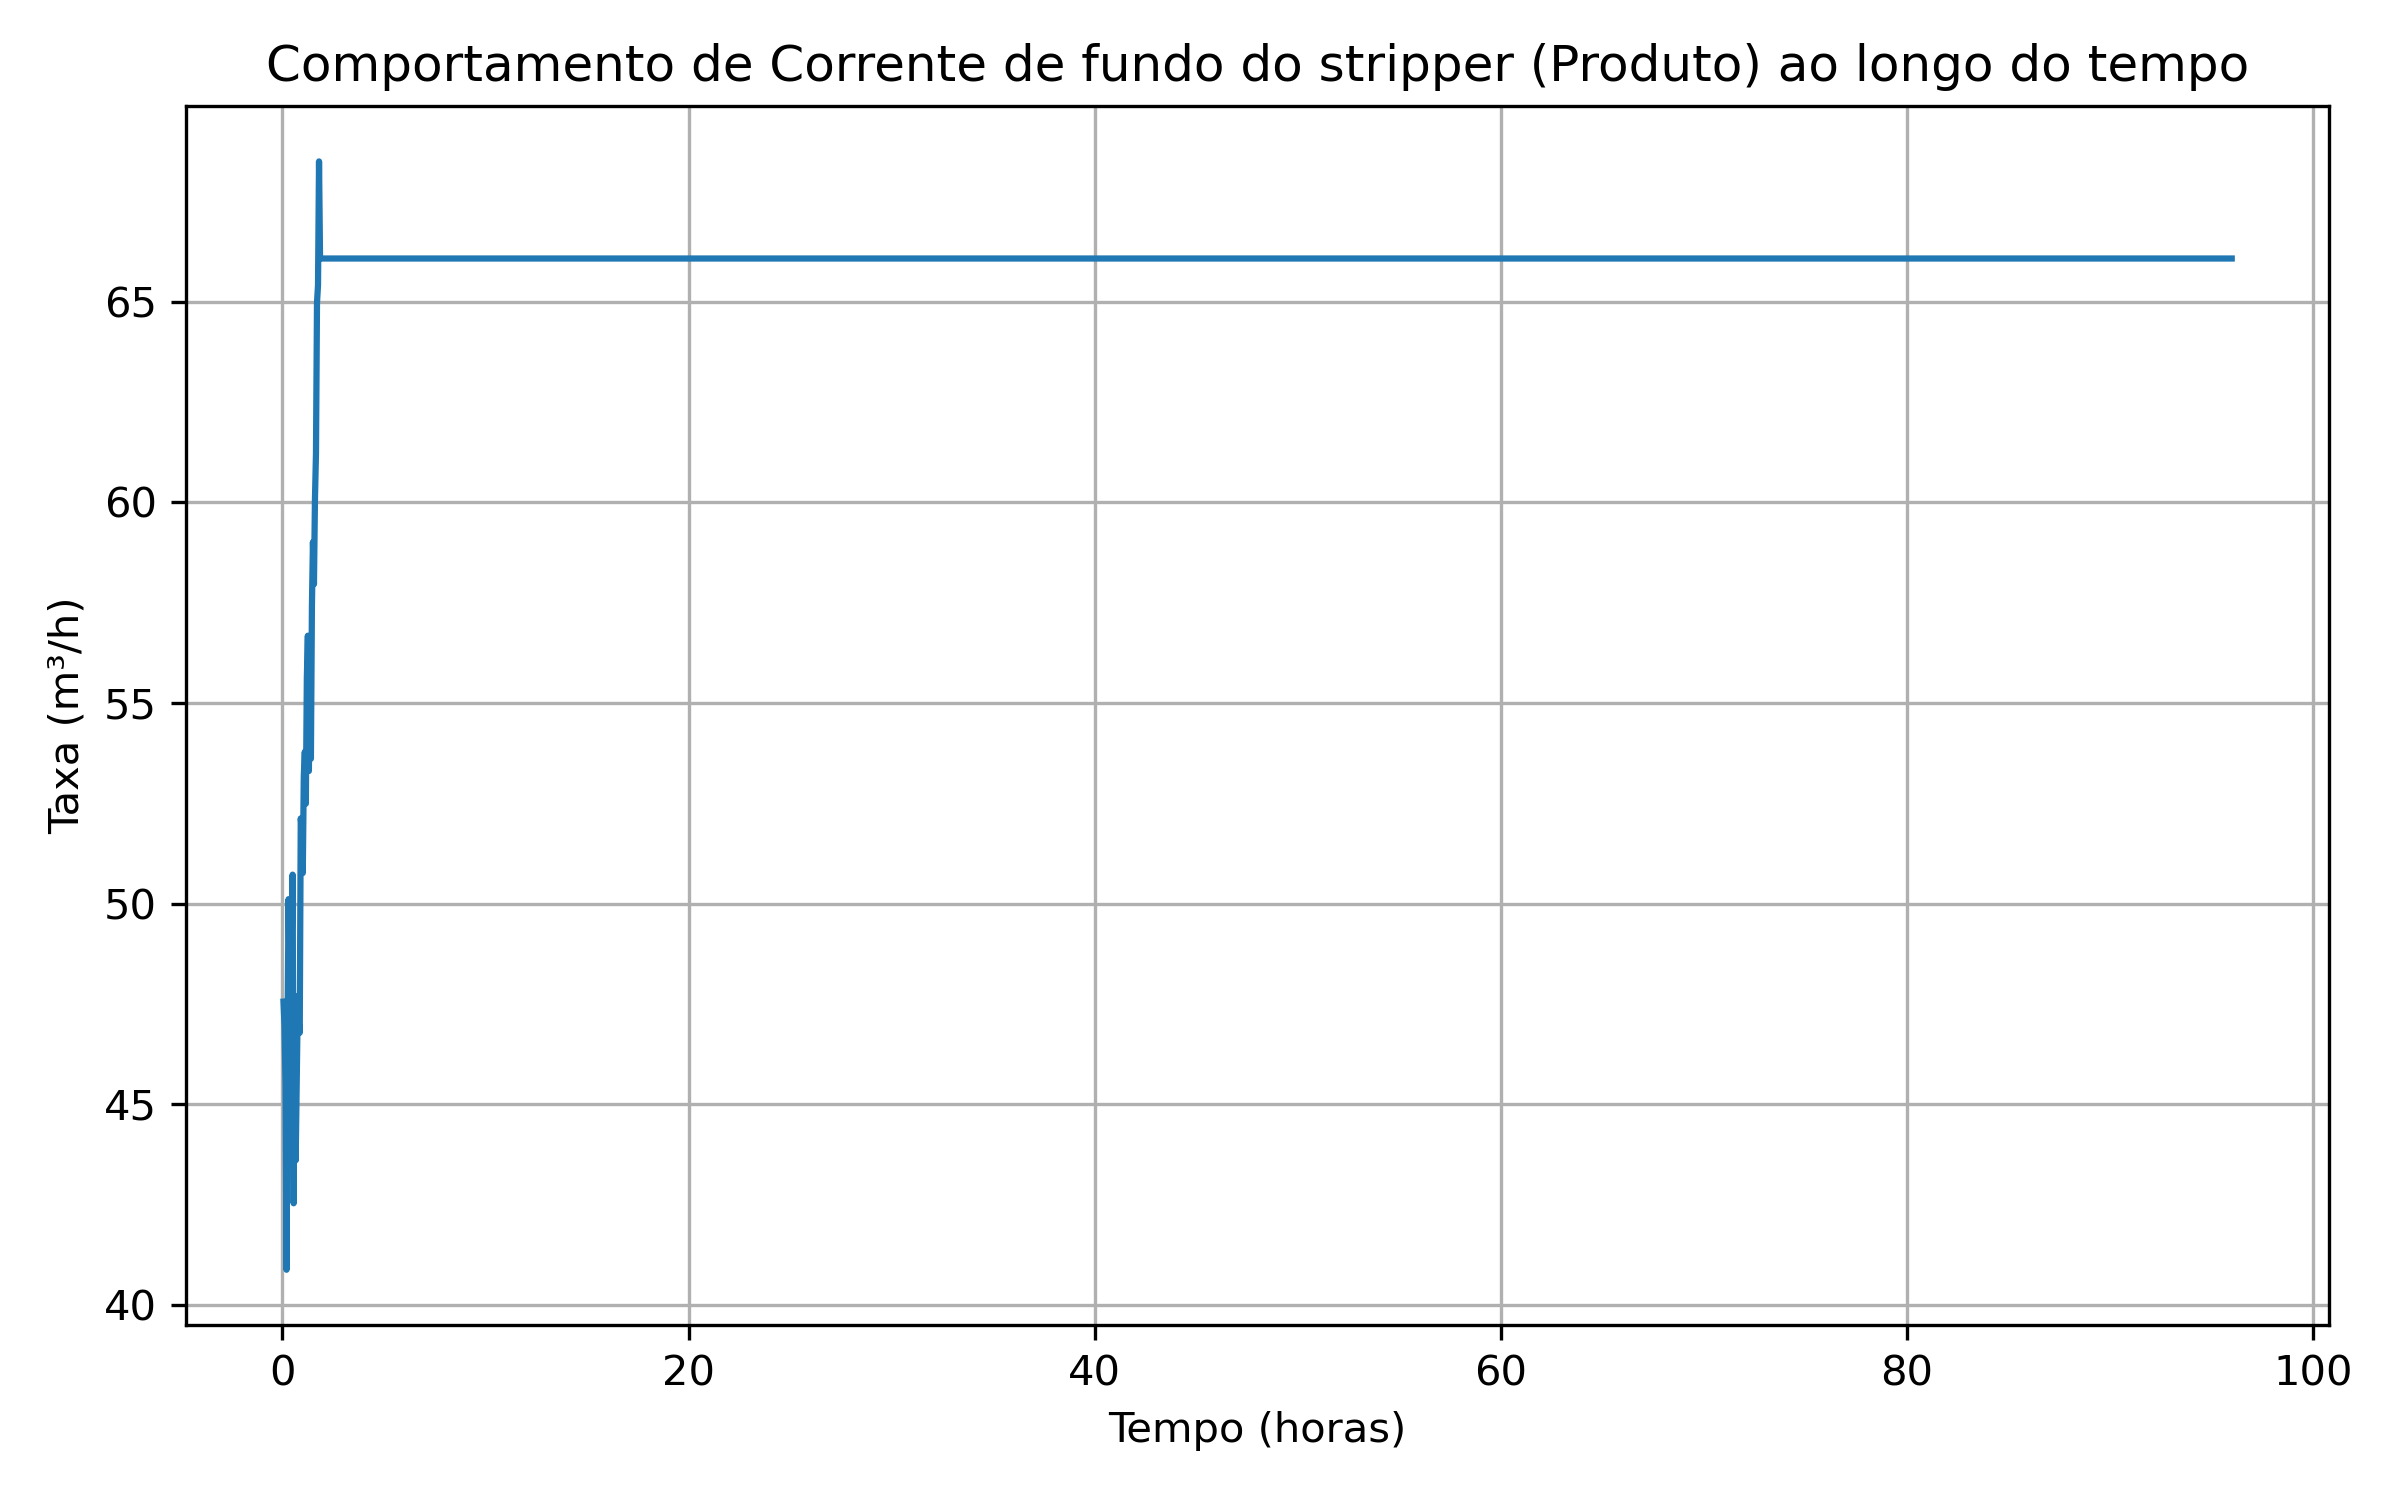 Comportamento de Corrente de fundo do stripper (Produto) ao longo do tempo
Taxa (m³/h)
65
60
55
50
45
40
0 20 40 60 80 100
Tempo (horas)